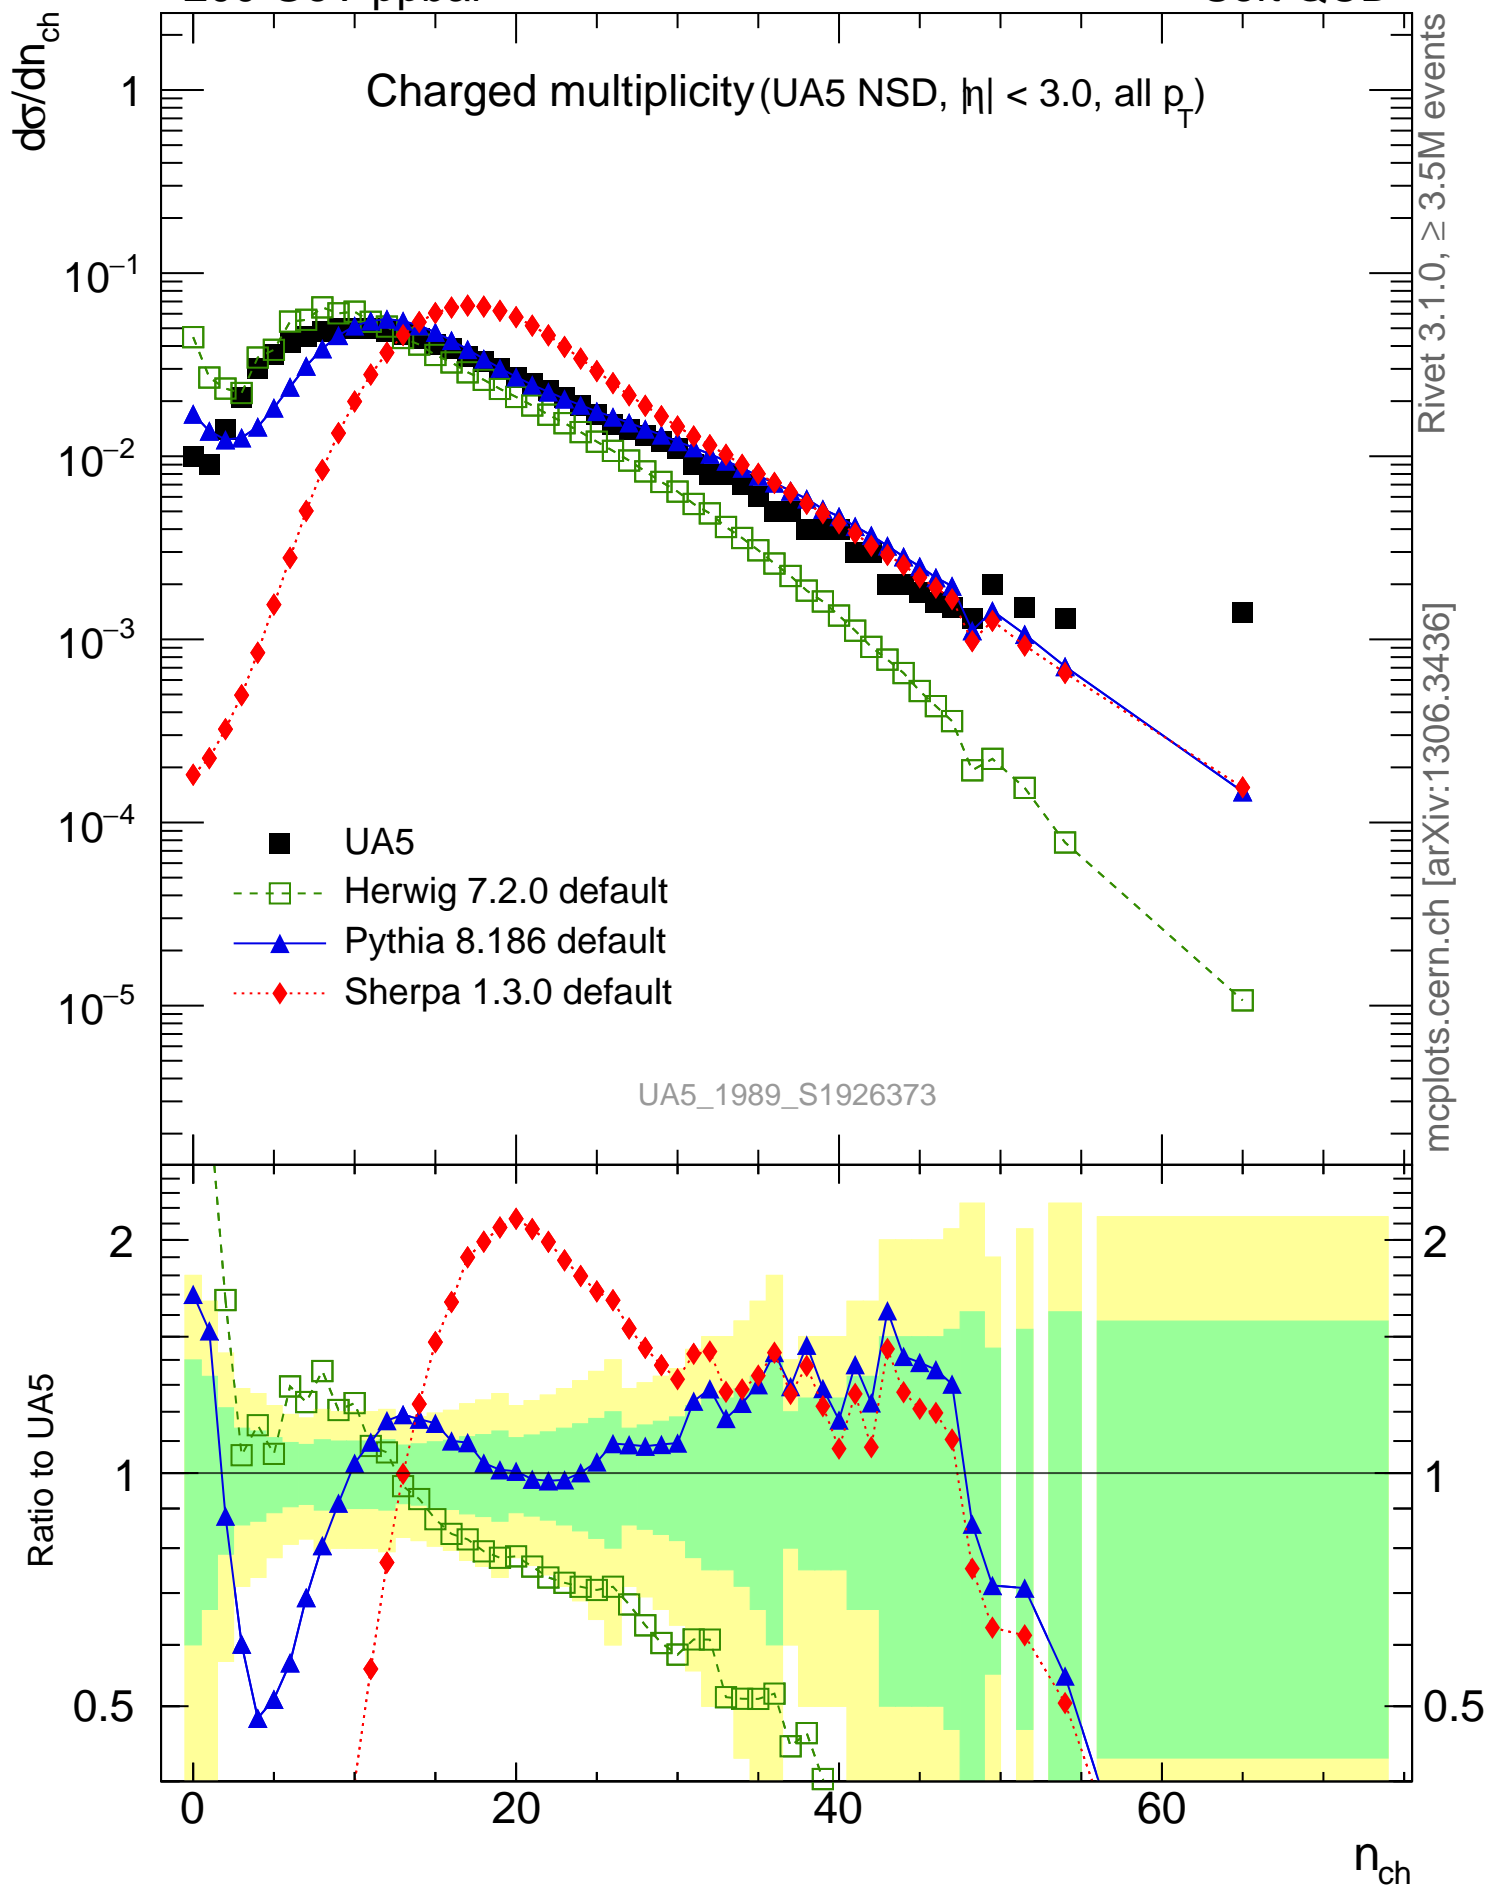 dσ/dn_ch
Charged multiplicity (UA5 NSD, |η| < 3.0, all p_T)
1
10⁻¹
10⁻²
10⁻³
10⁻⁴
10⁻⁵
UA5
Herwig 7.2.0 default
Pythia 8.186 default
Sherpa 1.3.0 default
UA5_1989_S1926373
Rivet 3.1.0, ≥ 3.5M events
mcplots.cern.ch [arXiv:1306.3436]
Ratio to UA5
2
1
0.5
2
1
0.5
0 20 40 60
n_ch